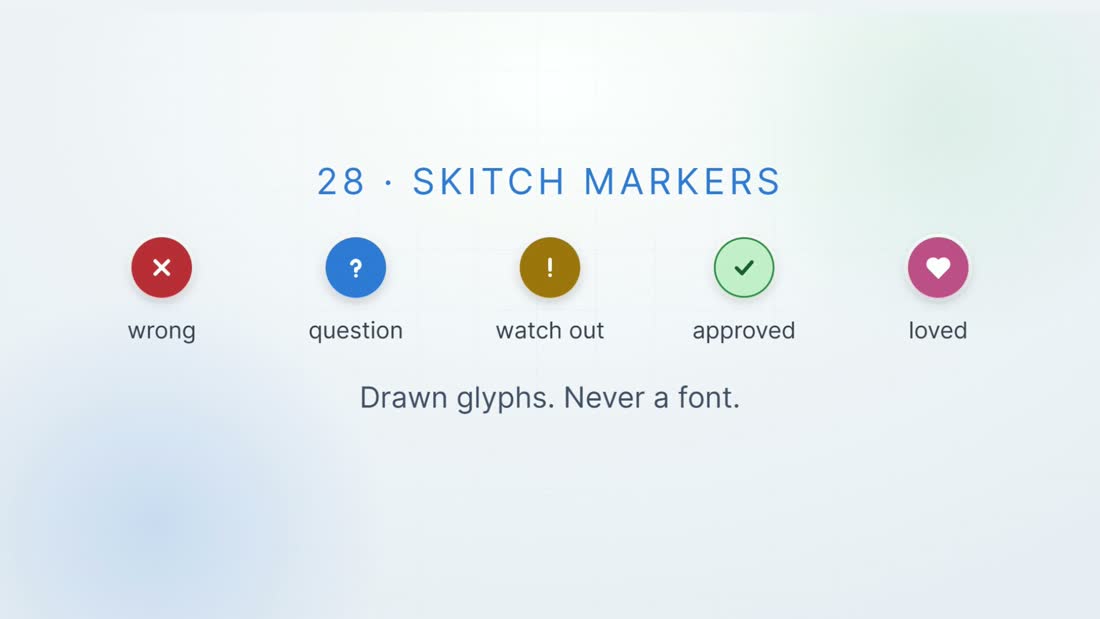 28 · SKITCH MARKERS
wrong question watch out approved loved
Drawn glyphs. Never a font.